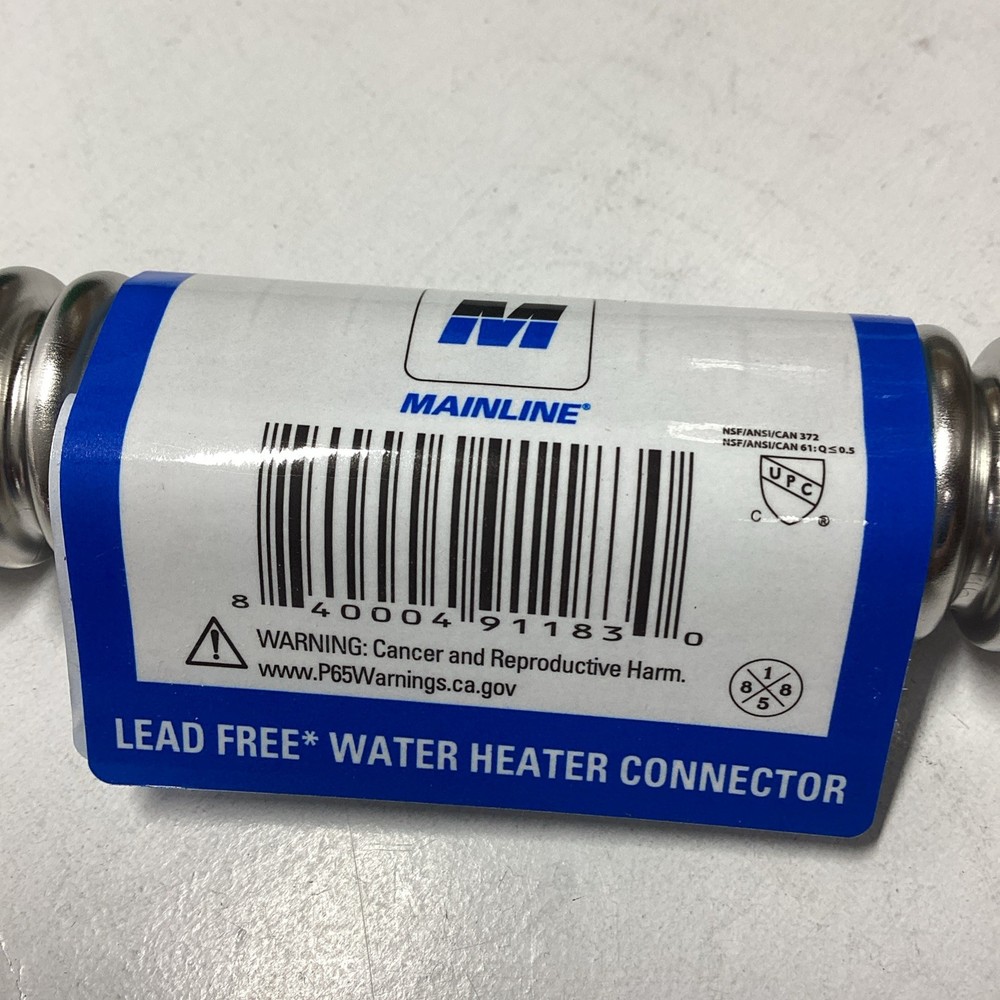 M
MAINLINE®
NSF/ANSI/CAN 372
NSF/ANSI/CAN 61: Q ≤ 0.5
UPC
C ®
8 40004 91183 0
WARNING: Cancer and Reproductive Harm.
www.P65Warnings.ca.gov
1
8 8
5
LEAD FREE* WATER HEATER CONNECTOR